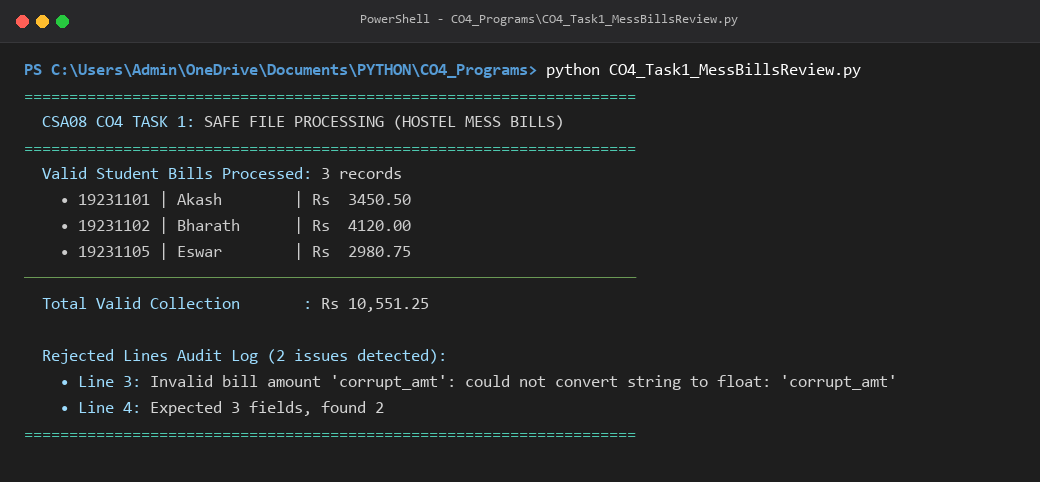 PowerShell - CO4_Programs\CO4_Task1_MessBillsReview.py
PS C:\Users\Admin\OneDrive\Documents\PYTHON\CO4_Programs> python CO4_Task1_MessBillsReview.py
====================================================================
CSA08 CO4 TASK 1: SAFE FILE PROCESSING (HOSTEL MESS BILLS)
====================================================================
Valid Student Bills Processed: 3 records
• 19231101 | Akash        | Rs  3450.50
• 19231102 | Bharath      | Rs  4120.00
• 19231105 | Eswar        | Rs  2980.75
────────────────────────────────────────────────────────────────────
Total Valid Collection       : Rs 10,551.25
Rejected Lines Audit Log (2 issues detected):
• Line 3: Invalid bill amount 'corrupt_amt': could not convert string to float: 'corrupt_amt'
• Line 4: Expected 3 fields, found 2
====================================================================